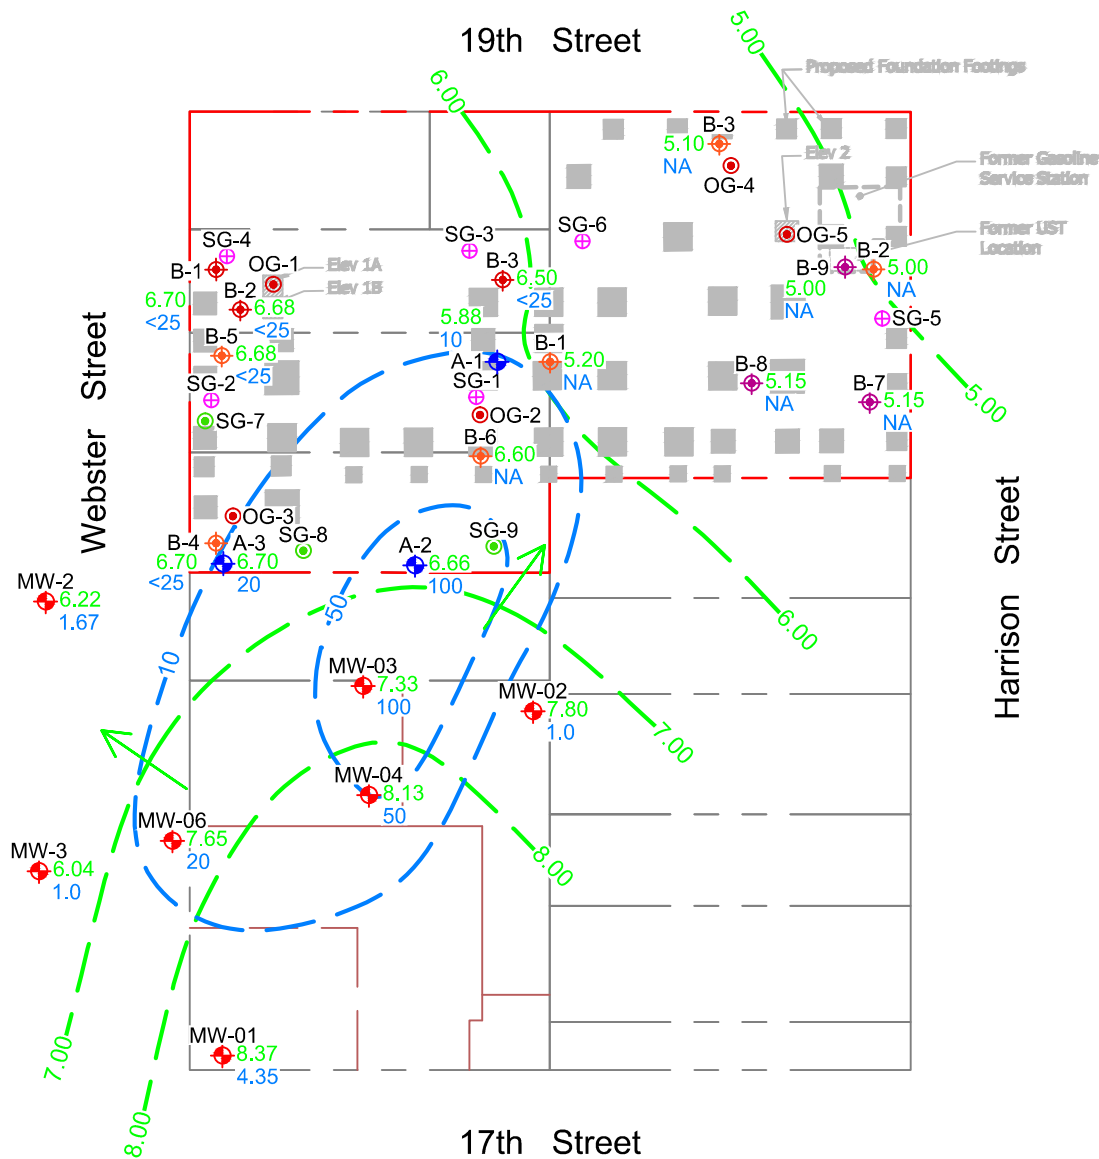 19th Street
5.00
6.00
Proposed Foundation Footings
B-3
5.10
NA
OG-4
Elev 2
Former Gasoline
Service Station
SG-6
SG-4
SG-3
OG-5
Former UST
Location
B-1
OG-1
Elev 1A
Elev 1B
B-3
6.50
<25
B-9
B-2
5.00
NA
5.00
NA
6.70
<25
B-2
6.68
<25
5.88
10
SG-5
B-5
6.68
<25
A-1
B-1
5.20
NA
B-8
5.15
NA
B-7
5.15
NA
5.00
SG-2
SG-1
SG-7
OG-2
B-6
6.60
NA
Webster Street
Harrison Street
OG-3
SG-8
SG-9
B-4
A-3
6.70
<25
6.70
20
A-2
6.66
100
MW-2
6.22
1.67
50
6.00
10
MW-03
7.33
100
MW-02
7.80
1.0
7.00
MW-04
8.13
50
MW-06
7.65
20
8.00
MW-3
6.04
1.0
MW-01
8.37
4.35
7.00
8.00
17th Street